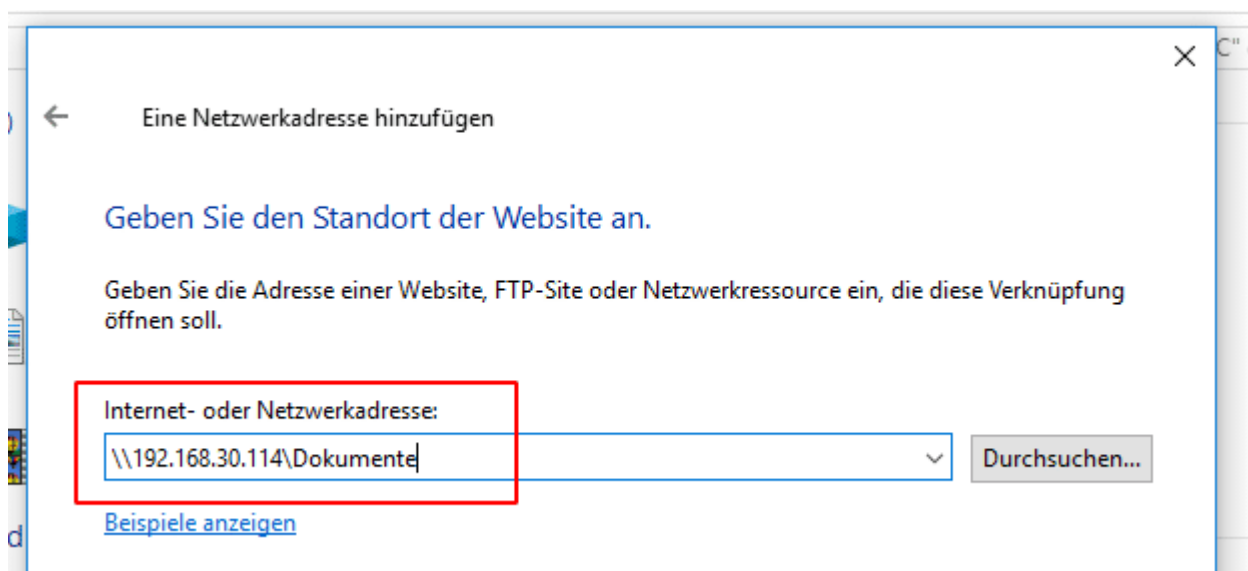 C"
Eine Netzwerkadresse hinzufügen
)
Geben Sie den Standort der Website an.
Geben Sie die Adresse einer Website, FTP-Site oder Netzwerkressource ein, die diese Verknüpfung
öffnen soll.
Internet- oder Netzwerkadresse:
\\192.168.30.114\Dokumente
Durchsuchen...
Beispiele anzeigen
d